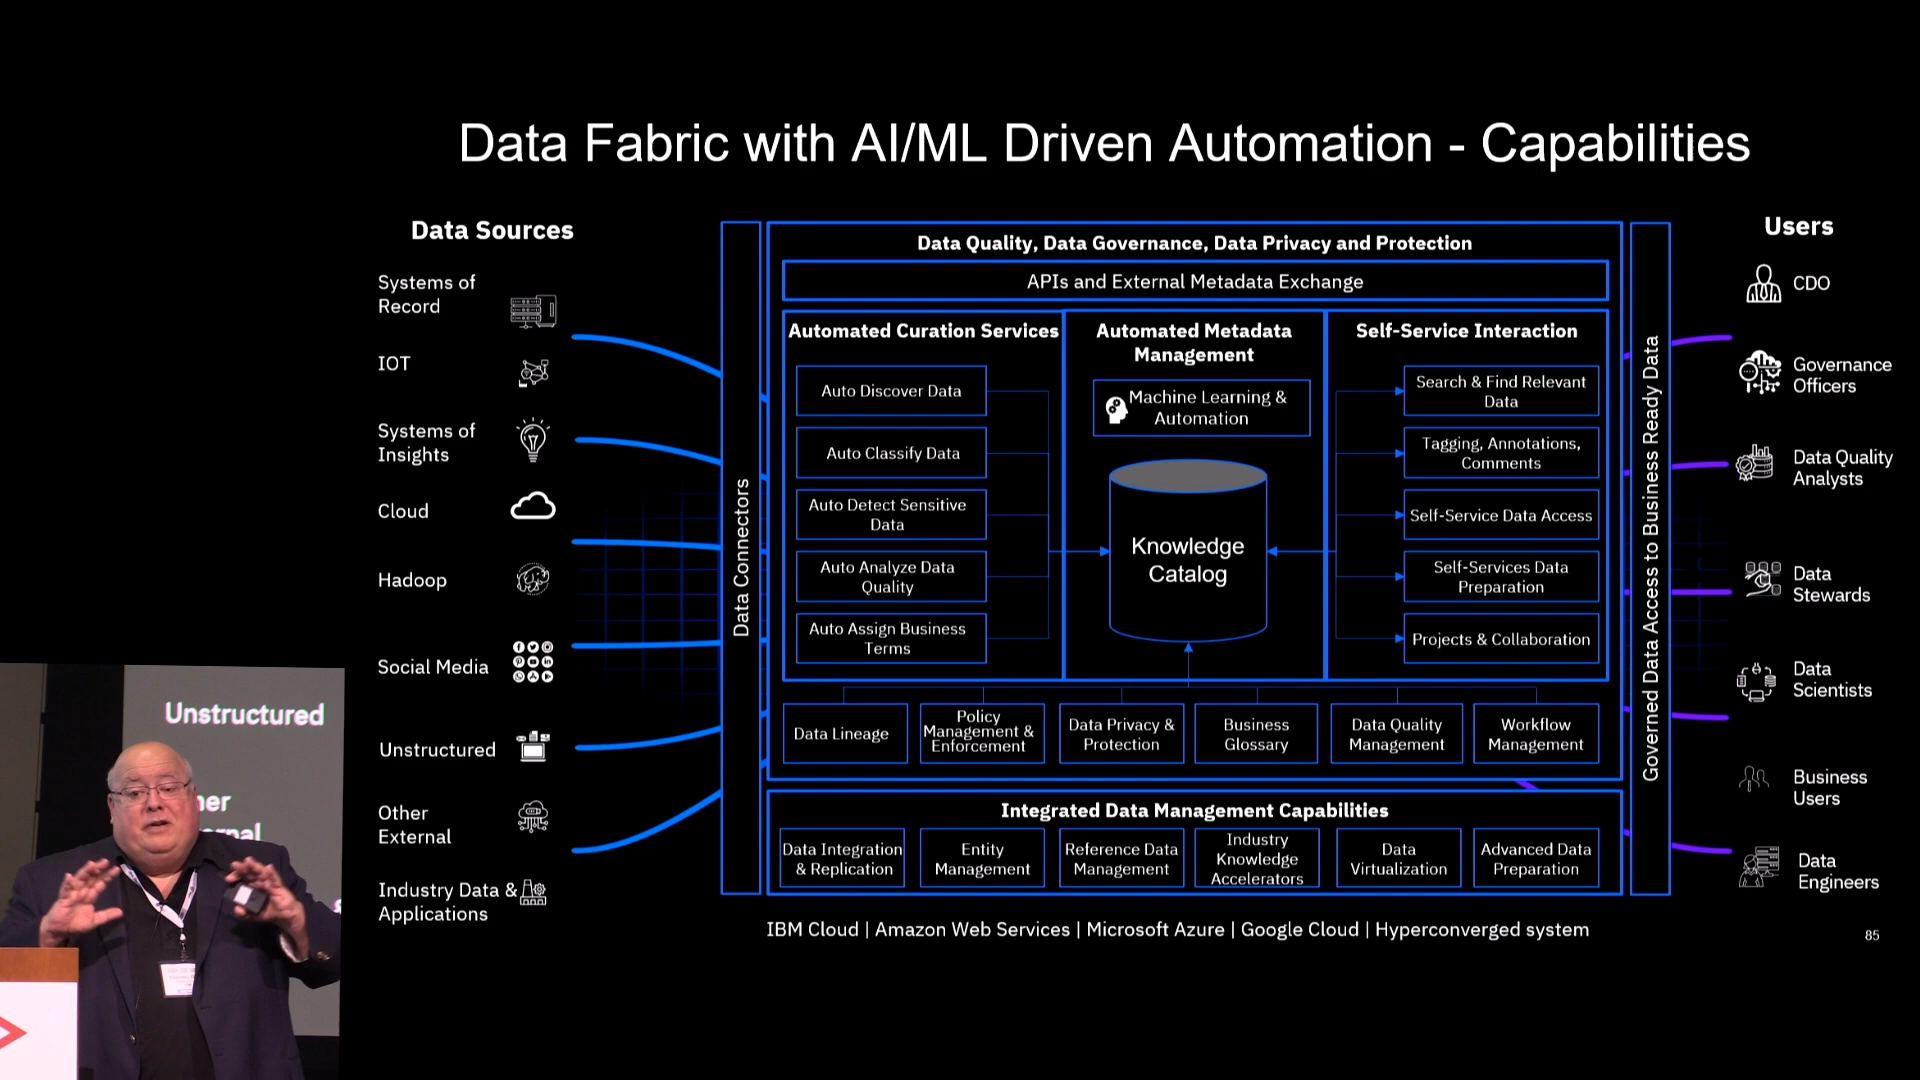 Data Fabric with AI/ML Driven Automation - Capabilities
Data Sources
Systems of
Record
IOT
Systems of
Insights
Cloud
Hadoop
Social Media
Unstructured
Other
External
Industry Data &
Applications
Data Connectors
Data Quality, Data Governance, Data Privacy and Protection
APIs and External Metadata Exchange
Automated Curation Services
Auto Discover Data
Auto Classify Data
Auto Detect Sensitive
Data
Auto Analyze Data
Quality
Auto Assign Business
Terms
Automated Metadata
Management
Machine Learning &
Automation
Knowledge
Catalog
Self-Service Interaction
Search & Find Relevant
Data
Tagging, Annotations,
Comments
Self-Service Data Access
Self-Services Data
Preparation
Projects & Collaboration
Data Lineage
Policy
Management &
Enforcement
Data Privacy &
Protection
Business
Glossary
Data Quality
Management
Workflow
Management
Integrated Data Management Capabilities
Data Integration
& Replication
Entity
Management
Reference Data
Management
Industry
Knowledge
Accelerators
Data
Virtualization
Advanced Data
Preparation
Governed Data Access to Business Ready Data
Users
CDO
Governance
Officers
Data Quality
Analysts
Data
Stewards
Data
Scientists
Business
Users
Data
Engineers
IBM Cloud | Amazon Web Services | Microsoft Azure | Google Cloud | Hyperconverged system
85
Unstructured